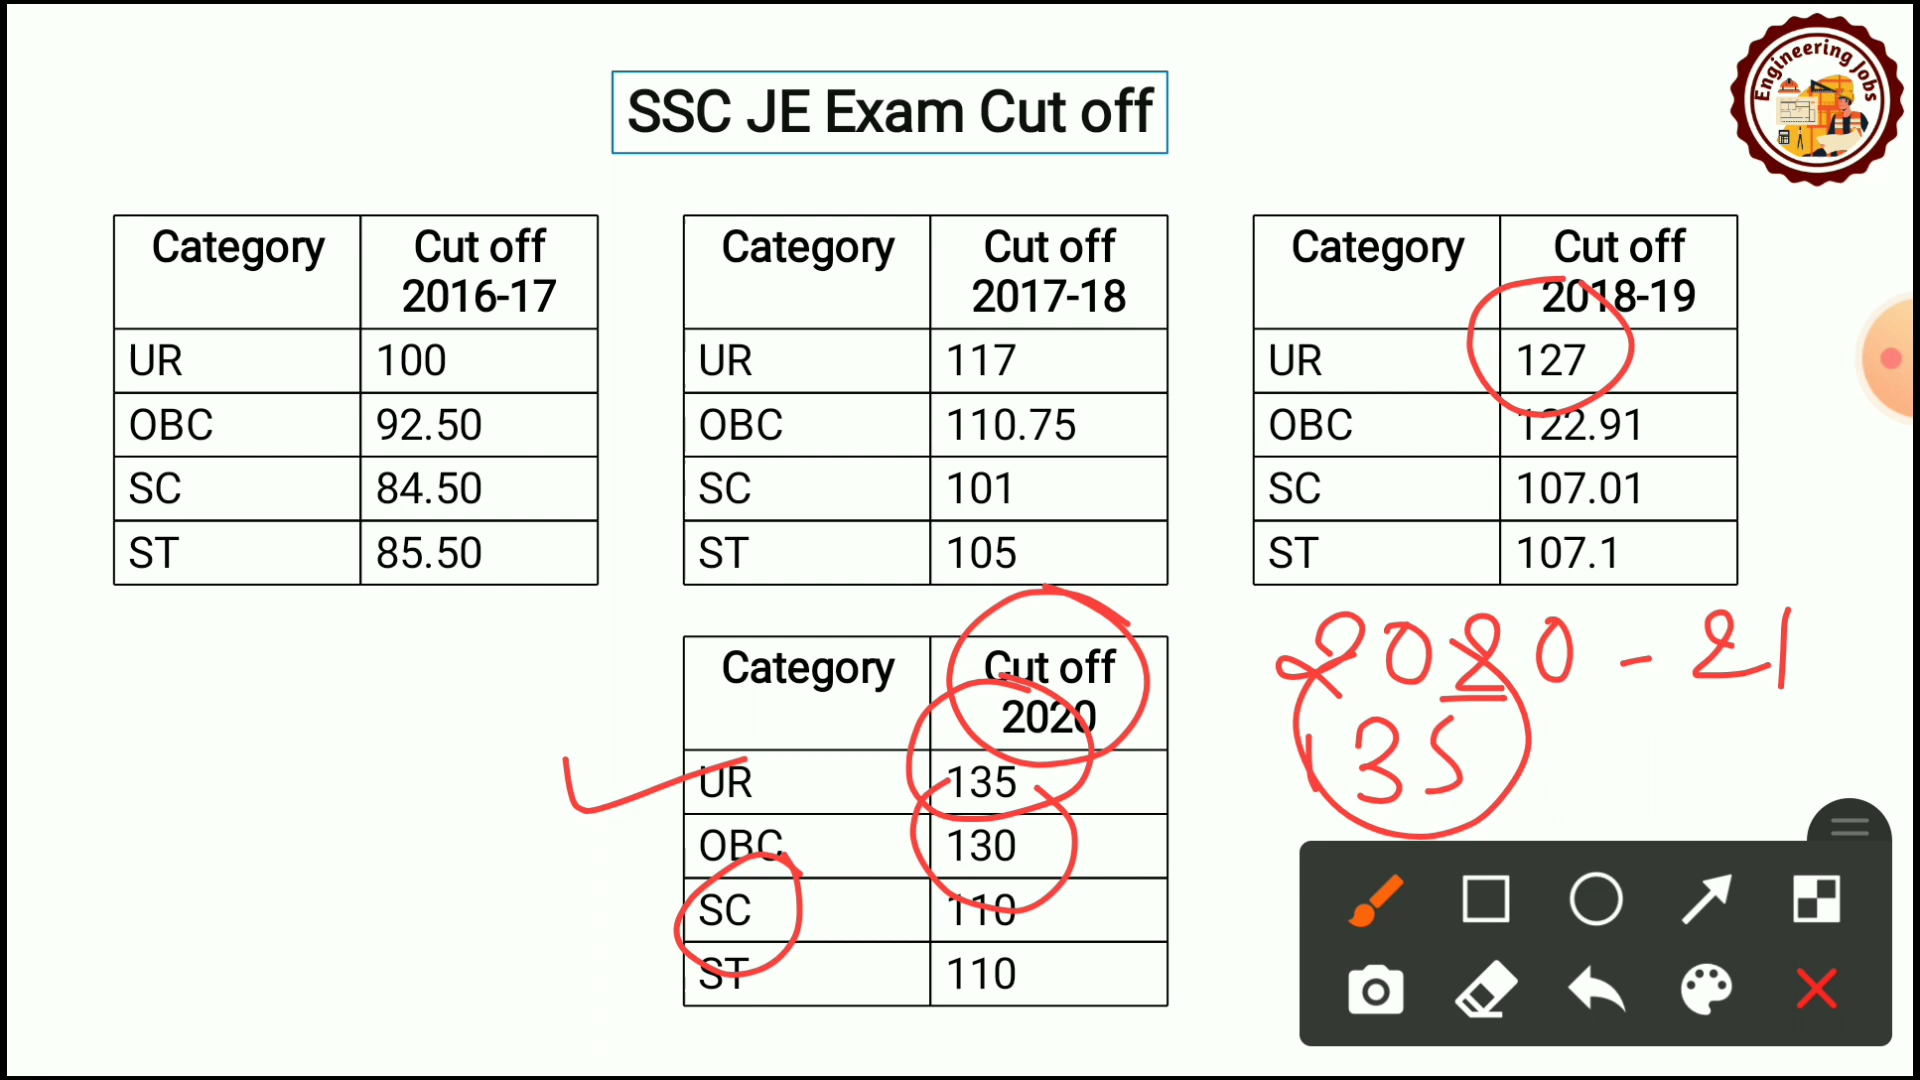 SSC JE Exam Cut off
Engineering Jobs
Category Cut off 2016-17
UR 100
OBC 92.50
SC 84.50
ST 85.50
Category Cut off 2017-18
UR 117
OBC 110.75
SC 101
ST 105
Category Cut off 2018-19
UR 127
OBC 122.91
SC 107.01
ST 107.1
Category Cut off 2020
UR 135
OBC 130
SC 110
ST 110
2020-21
135